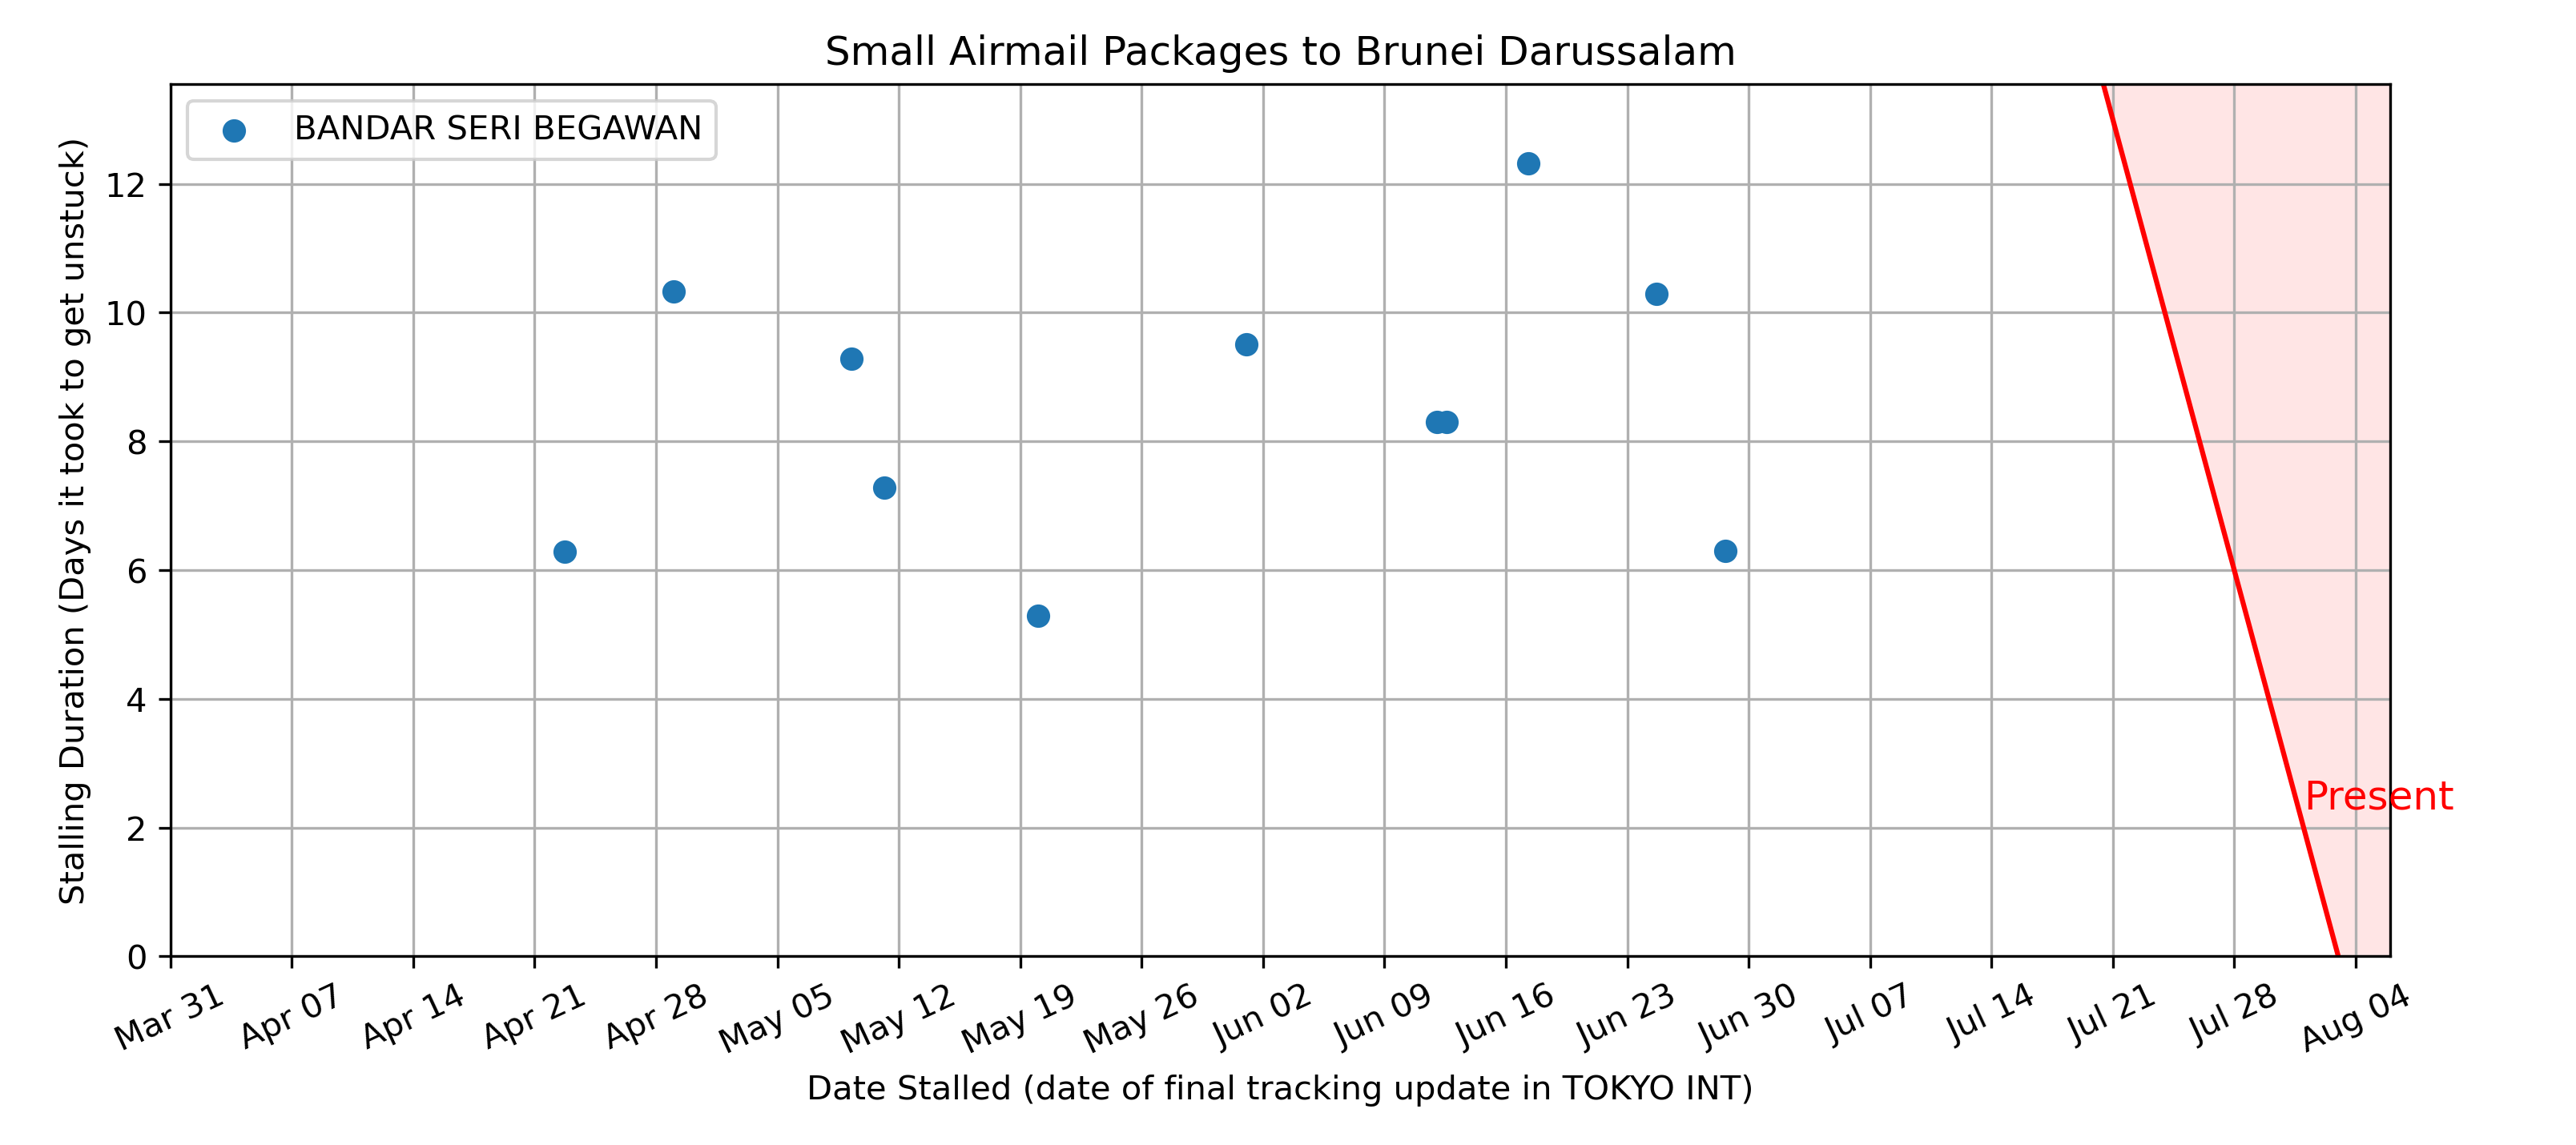 Small Airmail Packages to Brunei Darussalam
BANDAR SERI BEGAWAN
Stalling Duration (Days it took to get unstuck)
12
10
8
6
4
2
0
Present
Mar 31
Apr 07
Apr 14
Apr 21
Apr 28
May 05
May 12
May 19
May 26
Jun 02
Jun 09
Jun 16
Jun 23
Jun 30
Jul 07
Jul 14
Jul 21
Jul 28
Aug 04
Date Stalled (date of final tracking update in TOKYO INT)